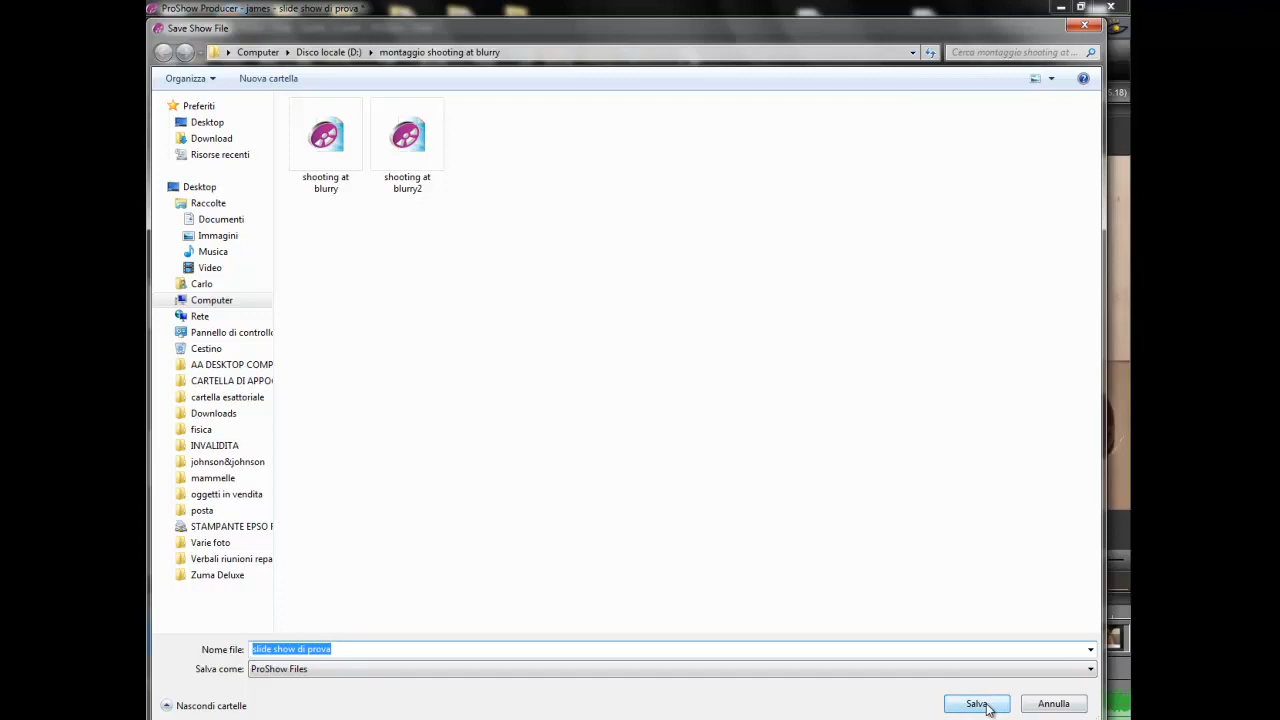 ProShow Producer - james - slide show di prova *
Save Show File
Computer
Disco locale (D:)
montaggio shooting at blurry
Cerca montaggio shooting at ...
Organizza
Nuova cartella
5.18)
Preferiti
Desktop
Download
Risorse recenti
Desktop
Raccolte
Documenti
Immagini
Musica
Video
Carlo
Computer
Rete
Pannello di controllo
Cestino
AA DESKTOP COMP
CARTELLA DI APPO
cartella esattoriale
Downloads
fisica
INVALIDITA
johnson&johnson
mammelle
oggetti in vendita
posta
STAMPANTE EPSO
Varie foto
Verbali riunioni repa
Zuma Deluxe
shooting at
blurry
shooting at
blurry2
Nome file:
slide show di prova
Salva come:
ProShow Files
Nascondi cartelle
Salva
Annulla